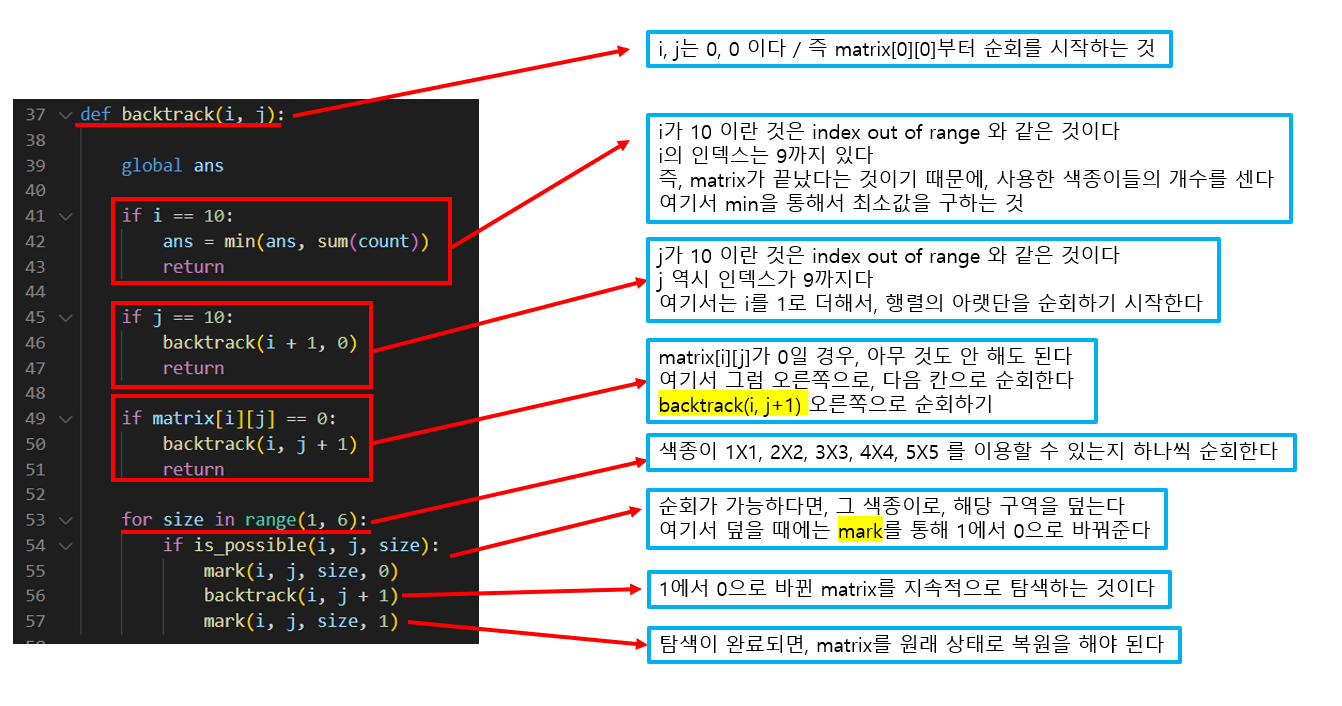 i, j는 0, 0 이다 / 즉 matrix[0][0]부터 순회를 시작하는 것
37 def backtrack(i, j):
38
39 global ans
40
41 if i == 10:
42 ans = min(ans, sum(count))
43 return
44
45 if j == 10:
46 backtrack(i + 1, 0)
47 return
48
49 if matrix[i][j] == 0:
50 backtrack(i, j + 1)
51 return
52
53 for size in range(1, 6):
54 if is_possible(i, j, size):
55 mark(i, j, size, 0)
56 backtrack(i, j + 1)
57 mark(i, j, size, 1)
i가 10 이란 것은 index out of range 와 같은 것이다
i의 인덱스는 9까지 있다
즉, matrix가 끝났다는 것이기 때문에, 사용한 색종이들의 개수를 센다
여기서 min을 통해서 최소값을 구하는 것
j가 10 이란 것은 index out of range 와 같은 것이다
j 역시 인덱스가 9까지다
여기서는 i를 1로 더해서, 행렬의 아랫단을 순회하기 시작한다
matrix[i][j]가 0일 경우, 아무 것도 안 해도 된다
여기서 그럼 오른쪽으로, 다음 칸으로 순회한다
backtrack(i, j+1) 오른쪽으로 순회하기
색종이 1X1, 2X2, 3X3, 4X4, 5X5 를 이용할 수 있는지 하나씩 순회한다
순회가 가능하다면, 그 색종이로, 해당 구역을 덮는다
여기서 덮을 때에는 mark를 통해 1에서 0으로 바꿔준다
1에서 0으로 바뀐 matrix를 지속적으로 탐색하는 것이다
탐색이 완료되면, matrix를 원래 상태로 복원을 해야 된다